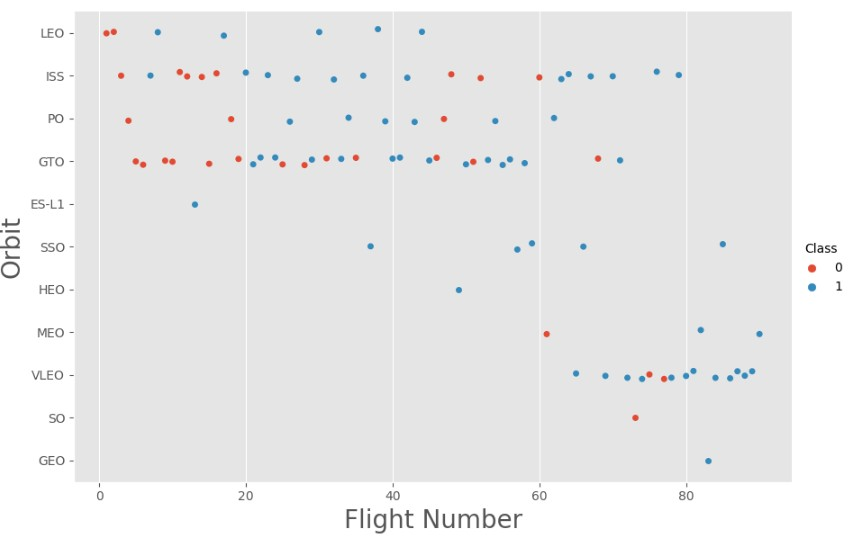 LEO
ISS
PO
GTO
ES-L1
SSO
HEO
MEO
VLEO
SO
GEO
Orbit
0 20 40 60 80
Flight Number
Class
0
1